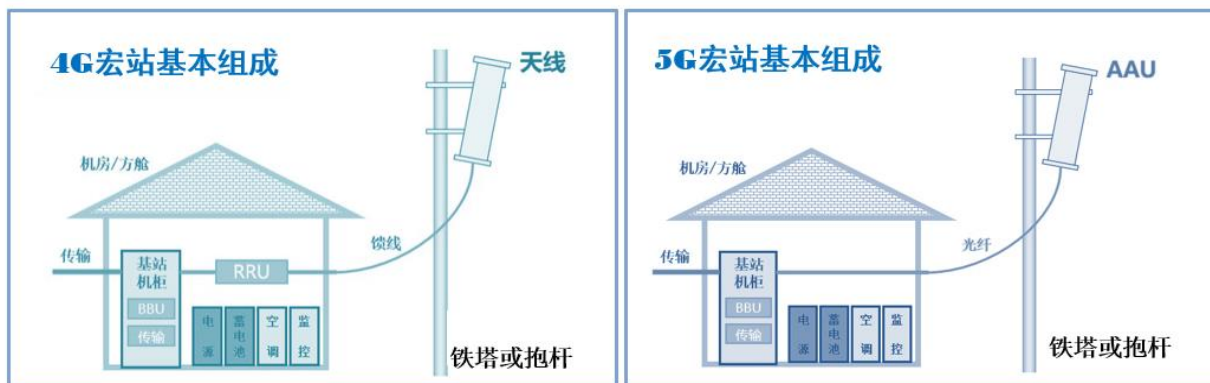 4G宏站基本组成
天线
机房/方舱
馈线
传输
基站
机柜
RRU
BBU
传输
电源
蓄电池
空调
监控
铁塔或抱杆
5G宏站基本组成
AAU
机房/方舱
光纤
传输
基站
机柜
BBU
传输
电源
蓄电池
空调
监控
铁塔或抱杆